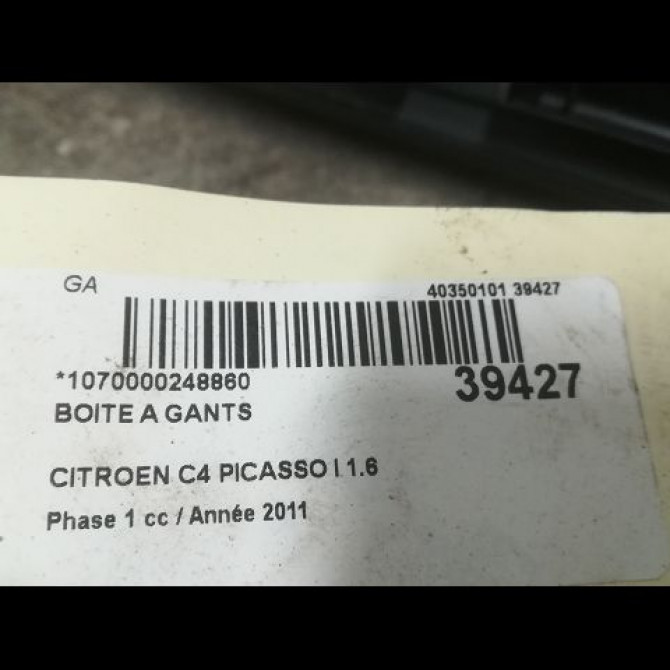 GA
40350101 39427
*1070000248860
39427
BOITE A GANTS
CITROEN C4 PICASSO I 1.6
Phase 1 cc / Année 2011